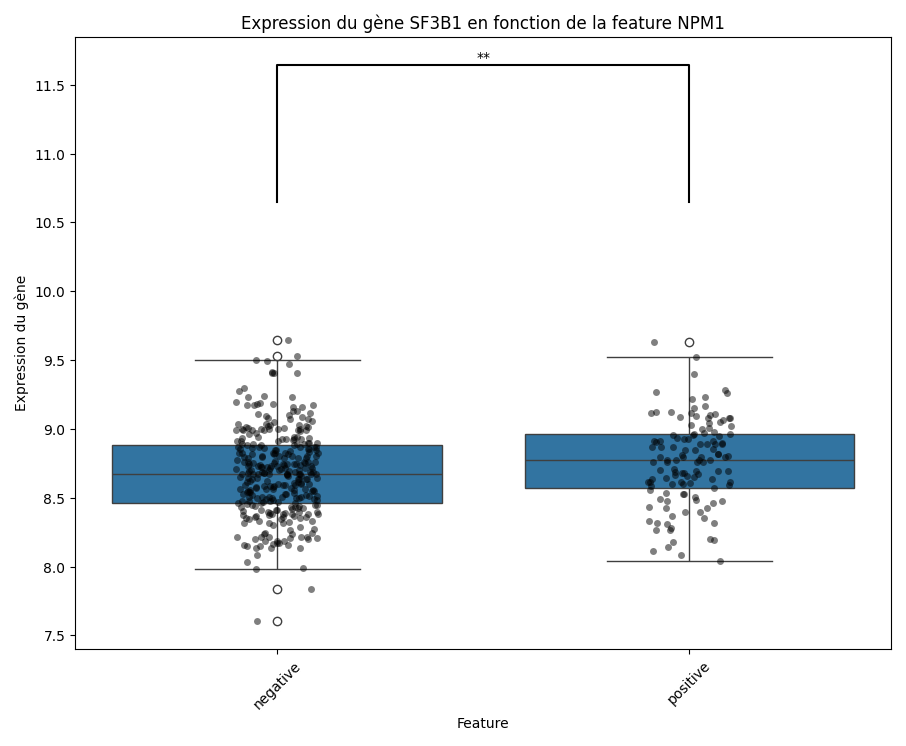 Expression du gène SF3B1 en fonction de la feature NPM1
**
11.5
11.0
10.5
10.0
9.5
9.0
8.5
8.0
7.5
Expression du gène
negative
positive
Feature